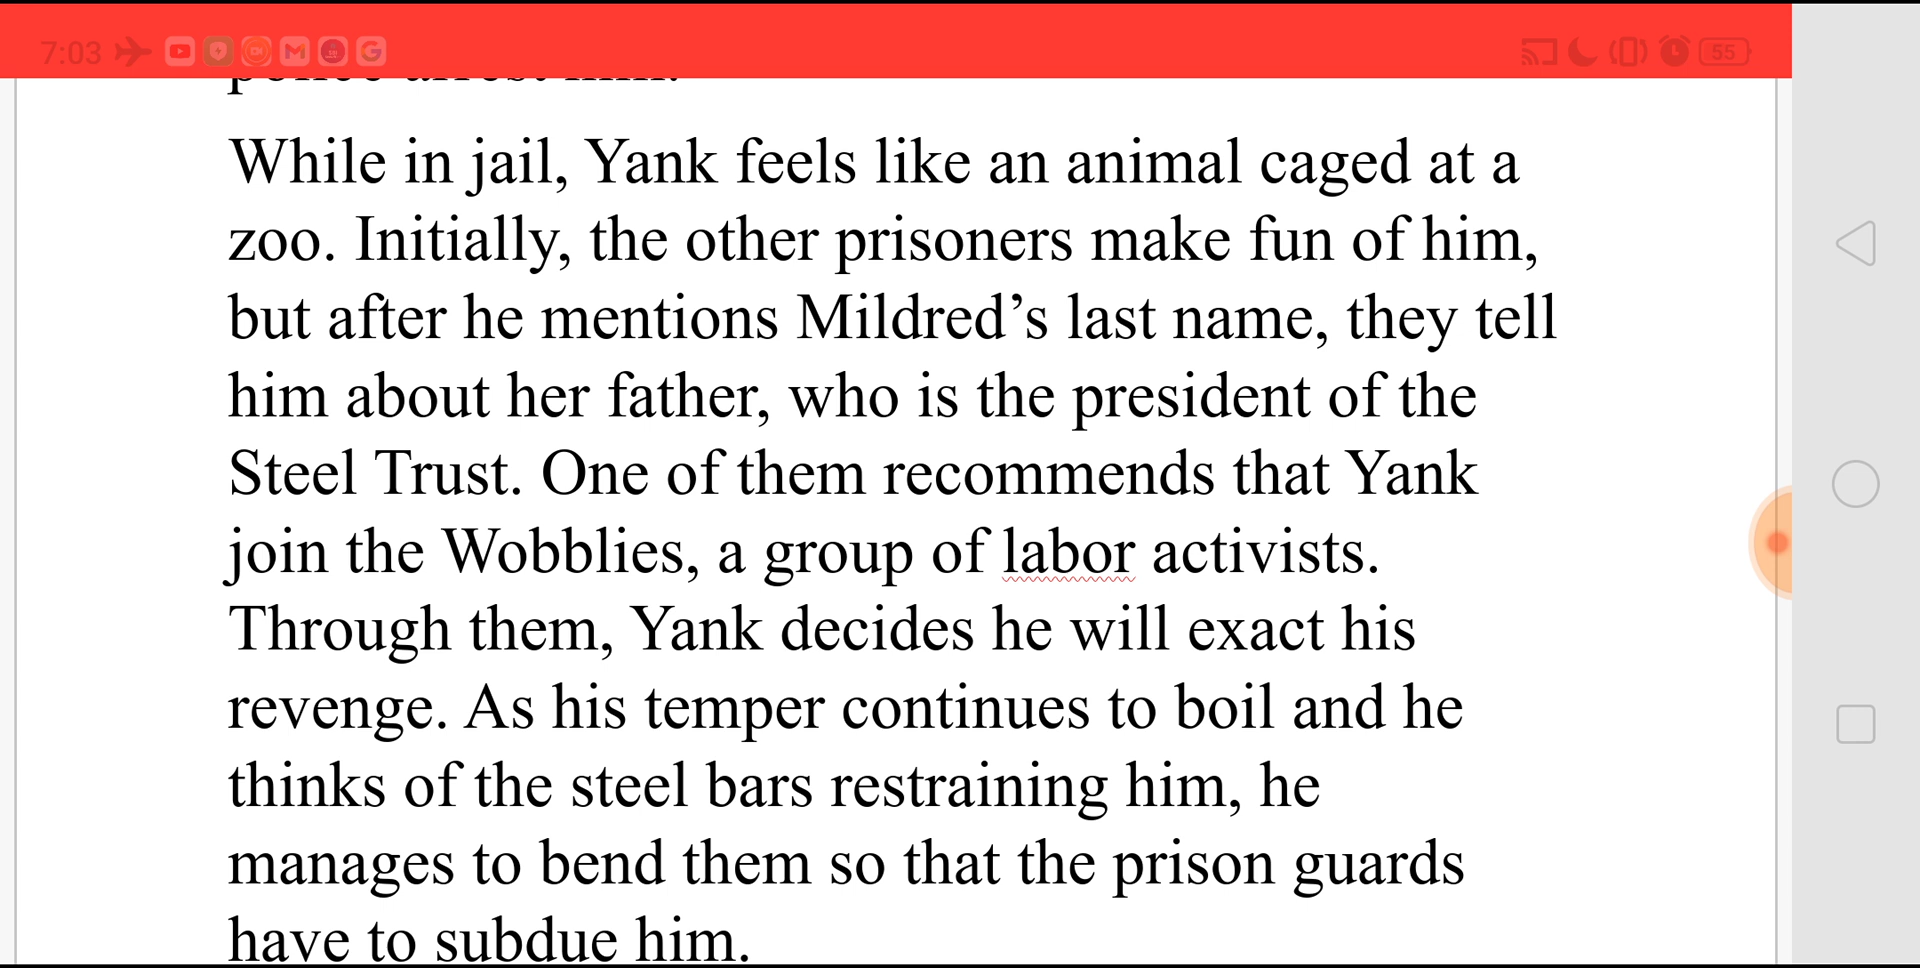 7:03
55
police arrest him.
While in jail, Yank feels like an animal caged at a
zoo. Initially, the other prisoners make fun of him,
but after he mentions Mildred’s last name, they tell
him about her father, who is the president of the
Steel Trust. One of them recommends that Yank
join the Wobblies, a group of labor activists.
Through them, Yank decides he will exact his
revenge. As his temper continues to boil and he
thinks of the steel bars restraining him, he
manages to bend them so that the prison guards
have to subdue him.